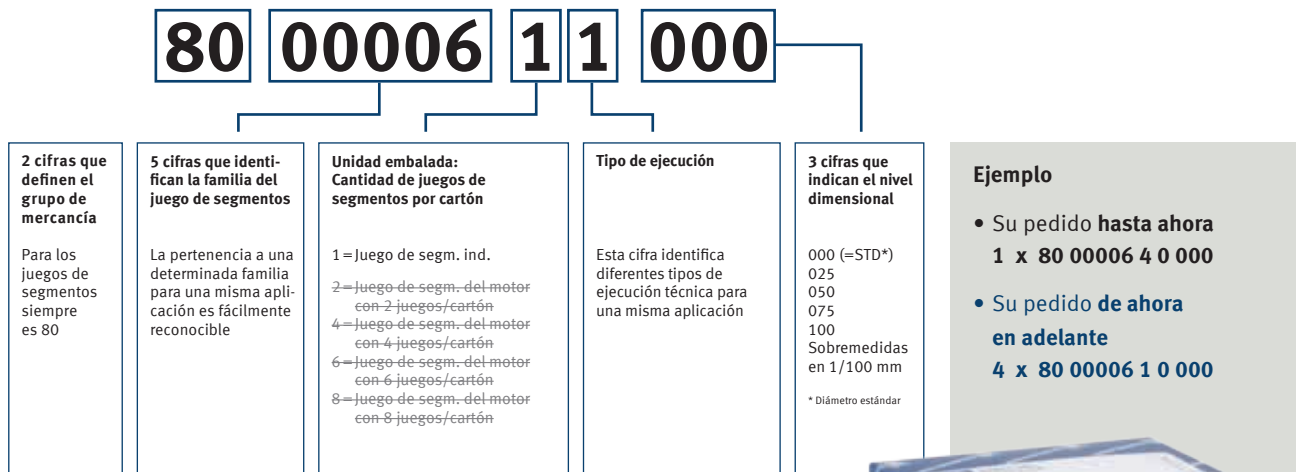 80 00006 1 1 000
2 cifras que
definen el
grupo de
mercancía
Para los
juegos de
segmentos
siempre
es 80
5 cifras que identi-
fican la familia del
juego de segmentos
La pertenencia a una
determinada familia
para una misma apli-
cación es fácilmente
reconocible
Unidad embalada:
Cantidad de juegos de
segmentos por cartón
1=Juego de segm. ind.
2=Juego de segm. del motor
con 2 juegos/cartón
4=Juego de segm. del motor
con 4 juegos/cartón
6=Juego de segm. del motor
con 6 juegos/cartón
8=Juego de segm. del motor
con 8 juegos/cartón
Tipo de ejecución
Esta cifra identifica
diferentes tipos de
ejecución técnica para
una misma aplicación
3 cifras que
indican el nivel
dimensional
000 (=STD*)
025
050
075
100
Sobremedidas
en 1/100 mm
* Diámetro estándar
Ejemplo
• Su pedido hasta ahora
1 x 80 00006 4 0 000
• Su pedido de ahora
en adelante
4 x 80 00006 1 0 000